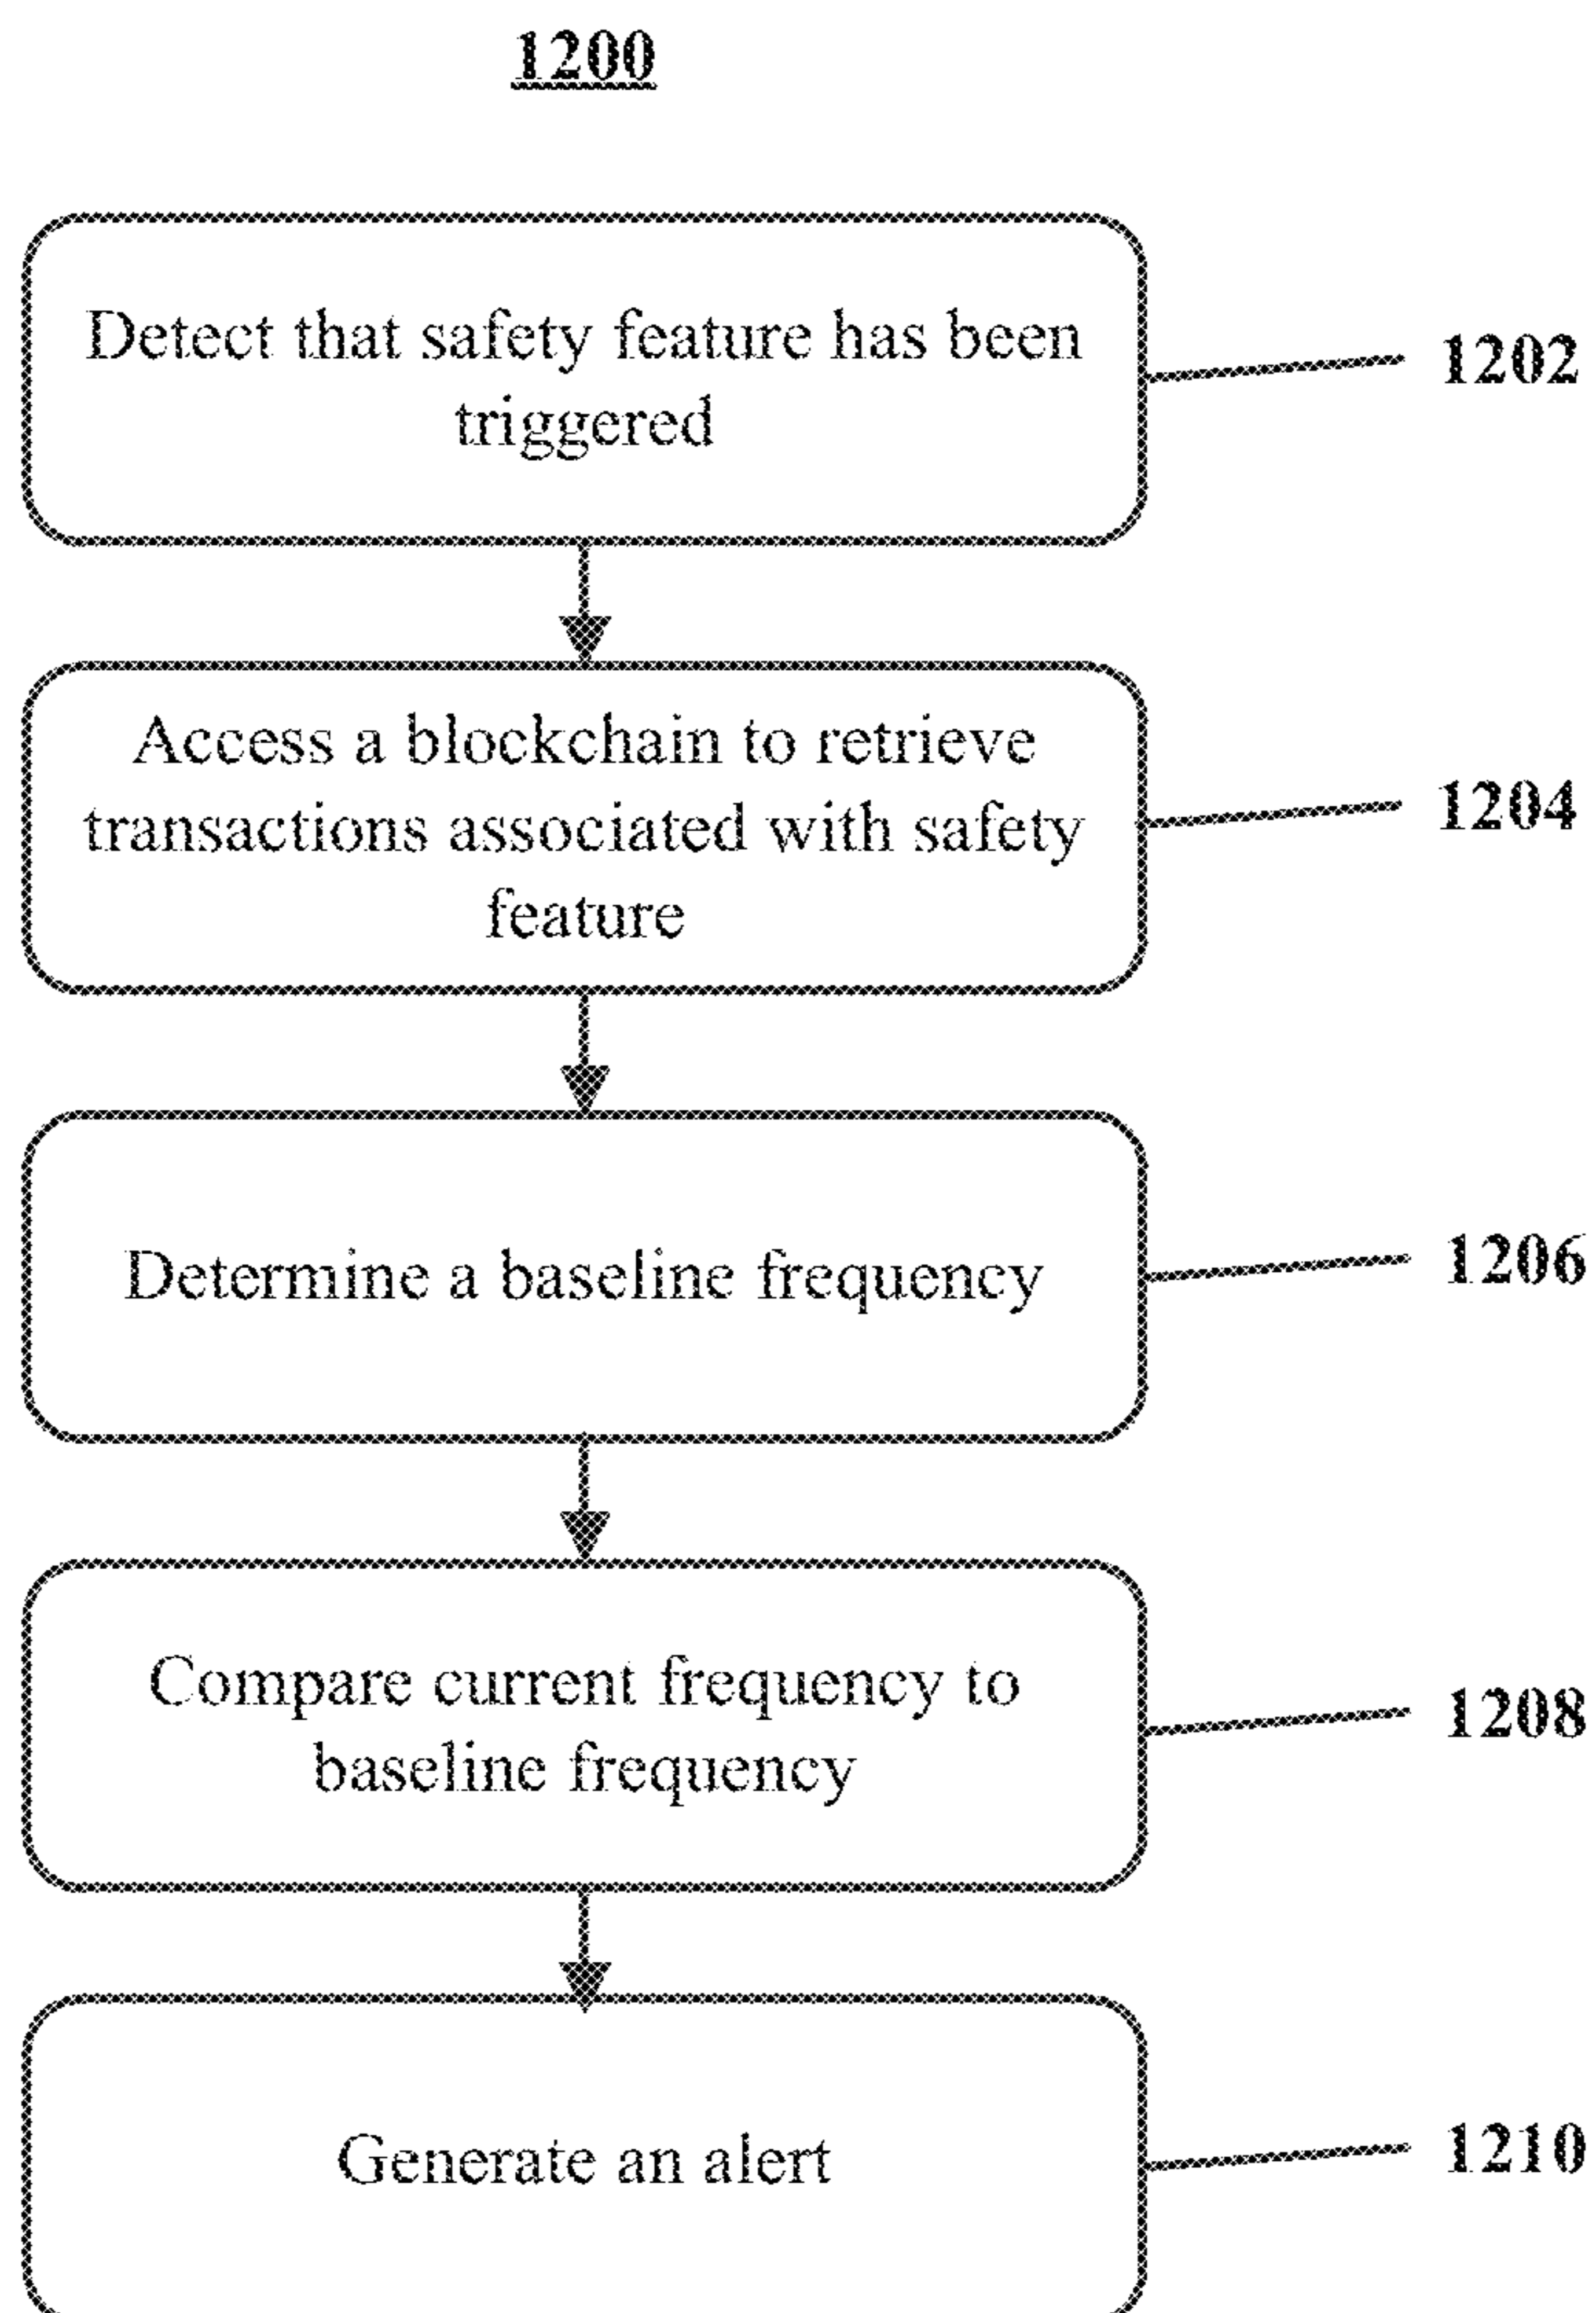 1200
Detect that safety feature has been
triggered
1202
Access a blockchain to retrieve
transactions associated with safety
feature
1204
Determine a baseline frequency
1206
Compare current frequency to
baseline frequency
1208
Generate an alert
1210